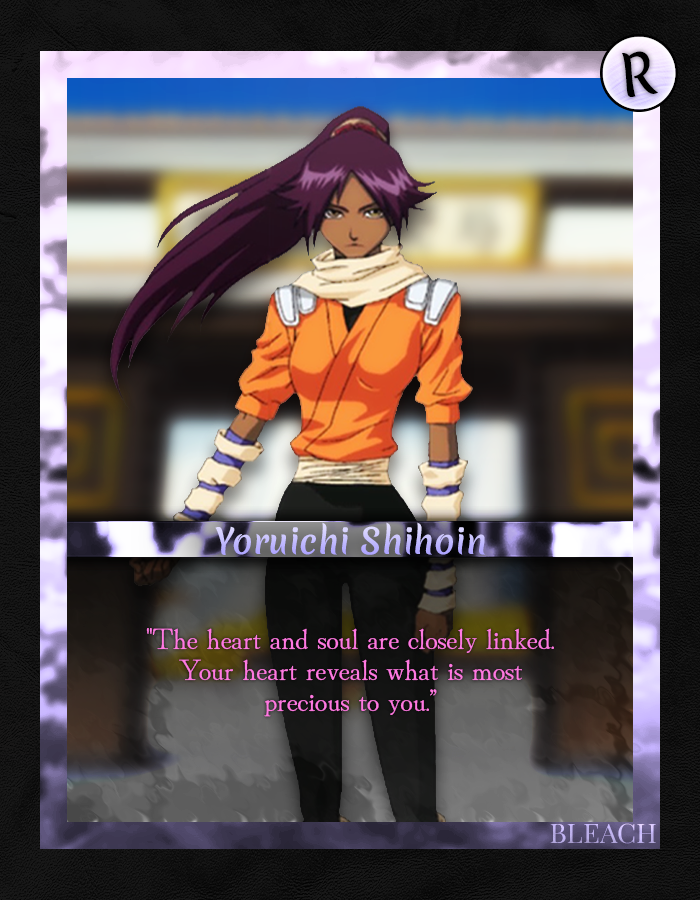 R
Yoruichi Shihoin
"The heart and soul are closely linked.
Your heart reveals what is most
precious to you.”
BLEACH